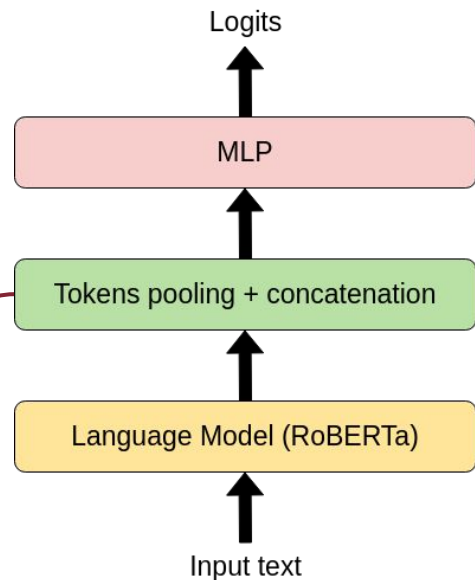 Logits
MLP
Tokens pooling + concatenation
Language Model (RoBERTa)
Input text